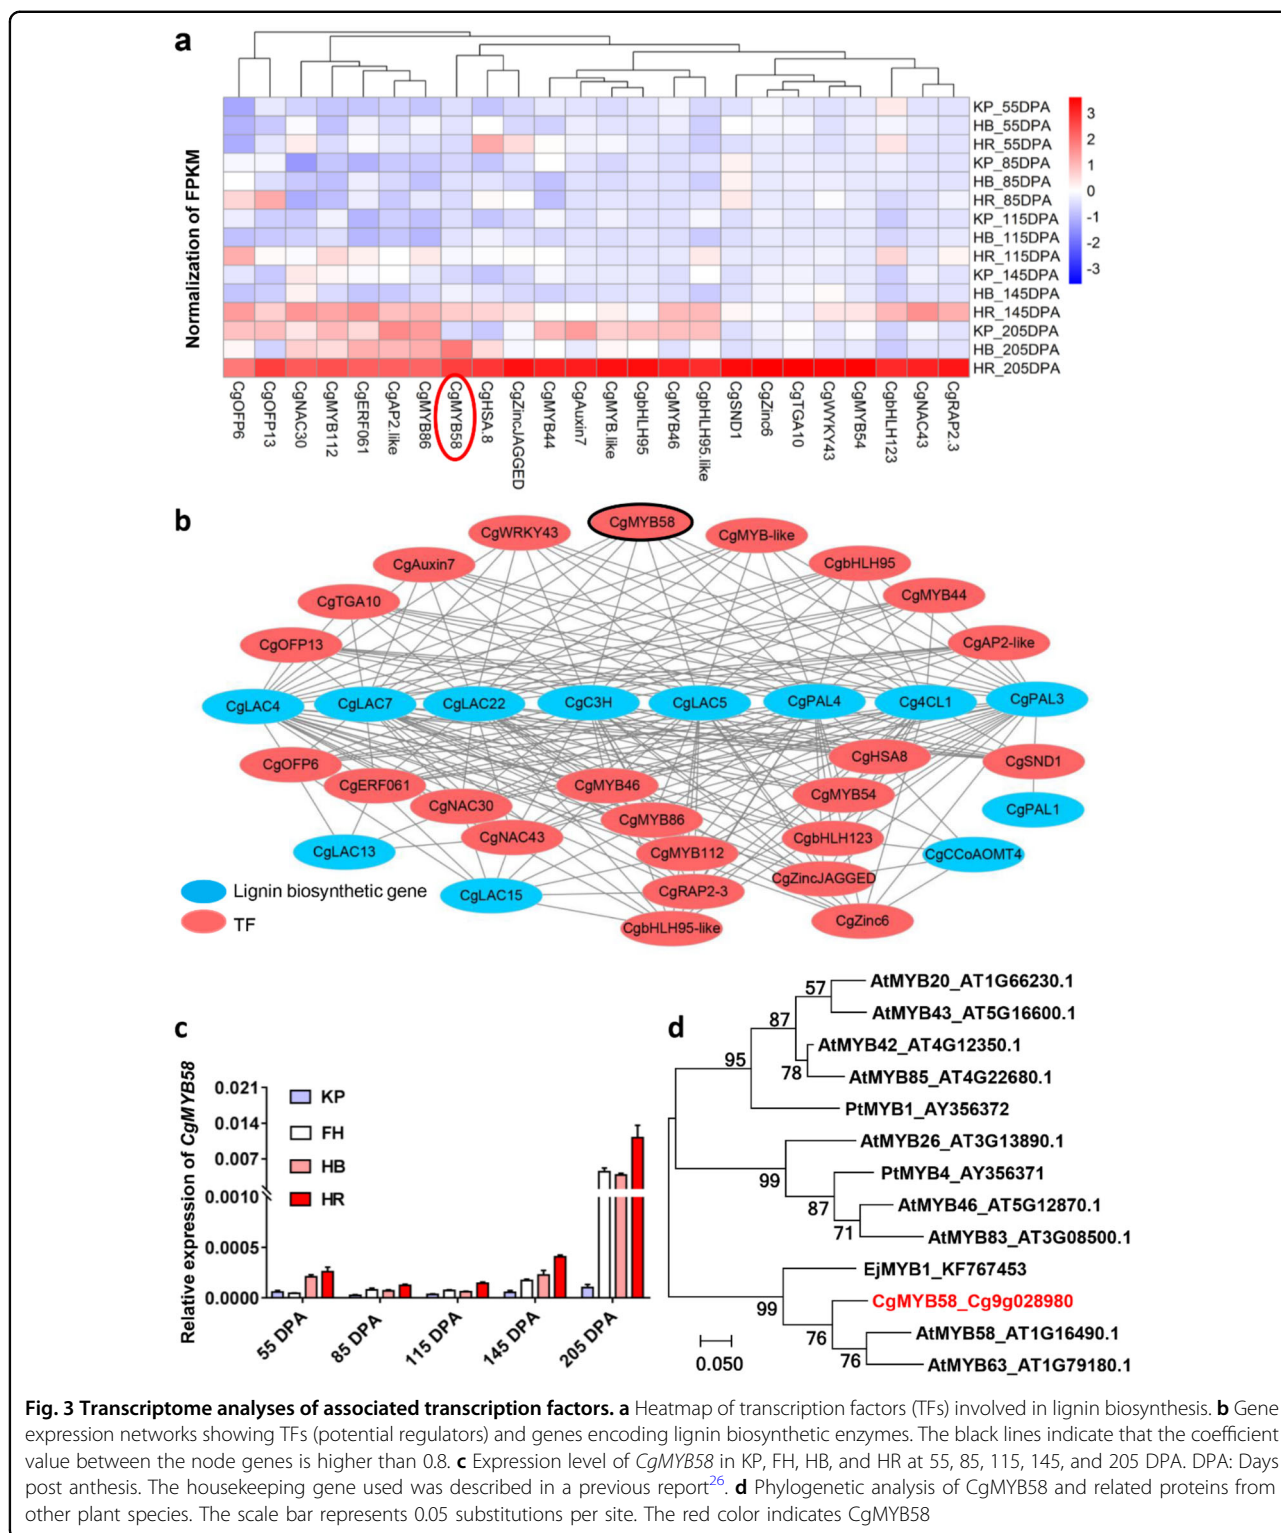 a
Normalization of FPKM
KP_55DPA
HB_55DPA
HR_55DPA
KP_85DPA
HB_85DPA
HR_85DPA
KP_115DPA
HB_115DPA
HR_115DPA
KP_145DPA
HB_145DPA
HR_145DPA
KP_205DPA
HB_205DPA
HR_205DPA
3
2
1
0
-1
-2
-3
CgOFP6
CgOFP13
CgNAC30
CgMYB112
CgERF061
CgAP2.like
CgMYB86
CgMYB58
CgHSA.8
CgZincJAGGED
CgMYB44
CgAuxin7
CgMYB.like
CgbHLH95
CgMYB46
CgbHLH95.like
CgSND1
CgZinc6
CgTGA10
CgWYKY43
CgMYB54
CgbHLH123
CgNAC43
CgRAP2.3
b
CgMYB58
CgWRKY43
CgMYB-like
CgAuxin7
CgbHLH95
CgTGA10
CgMYB44
CgOFP13
CgAP2-like
CgLAC4
CgLAC7
CgLAC22
CgC3H
CgLAC5
CgPAL4
Cg4CL1
CgPAL3
CgOFP6
CgHSA8
CgSND1
CgERF061
CgMYB46
CgMYB54
CgNAC30
CgPAL1
CgMYB86
CgNAC43
CgbHLH123
CgLAC13
CgMYB112
CgCCoAOMT4
CgZincJAGGED
CgLAC15
CgRAP2-3
CgZinc6
CgbHLH95-like
Lignin biosynthetic gene
TF
c
Relative expression of CgMYB58
0.021
0.014
0.007
0.0010
0.0005
0.0000
KP
FH
HB
HR
55 DPA
85 DPA
115 DPA
145 DPA
205 DPA
d
AtMYB20_AT1G66230.1
57
AtMYB43_AT5G16600.1
87
AtMYB42_AT4G12350.1
95
78
AtMYB85_AT4G22680.1
PtMYB1_AY356372
AtMYB26_AT3G13890.1
99
PtMYB4_AY356371
87
AtMYB46_AT5G12870.1
71
AtMYB83_AT3G08500.1
EjMYB1_KF767453
99
CgMYB58_Cg9g028980
76
AtMYB58_AT1G16490.1
76
AtMYB63_AT1G79180.1
0.050
Fig. 3 Transcriptome analyses of associated transcription factors. a Heatmap of transcription factors (TFs) involved in lignin biosynthesis. b Gene
expression networks showing TFs (potential regulators) and genes encoding lignin biosynthetic enzymes. The black lines indicate that the coefficient
value between the node genes is higher than 0.8. c Expression level of CgMYB58 in KP, FH, HB, and HR at 55, 85, 115, 145, and 205 DPA. DPA: Days
post anthesis. The housekeeping gene used was described in a previous report26. d Phylogenetic analysis of CgMYB58 and related proteins from
other plant species. The scale bar represents 0.05 substitutions per site. The red color indicates CgMYB58